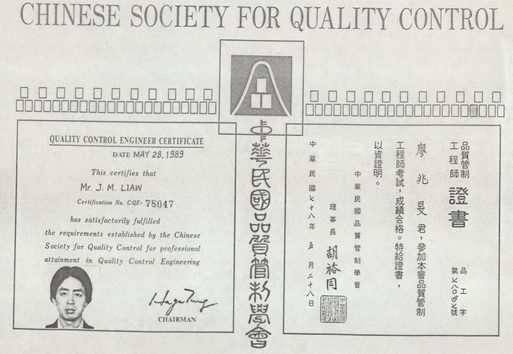 CHINESE SOCIETY FOR QUALITY CONTROL
QUALITY CONTROL ENGINEER CERTIFICATE
DATE MAY 28, 1989
This certifies that
Mr. J. M. LIAW
Certification No. CQE- 78047
has satisfactorily fulfilled
the requirements established by the Chinese
Society for Quality Control for professional
attainment in Quality Control Engineering
CHAIRMAN
中華民國品質管制學會
品質管制
工程師
證書
品工字
第 號
廖兆旻君,參加本會品質管制
工程師考試,成績合格。特給證書,
以資證明。
中華民國品質管制學會
理事長
中華民國七十八年五月二十八日